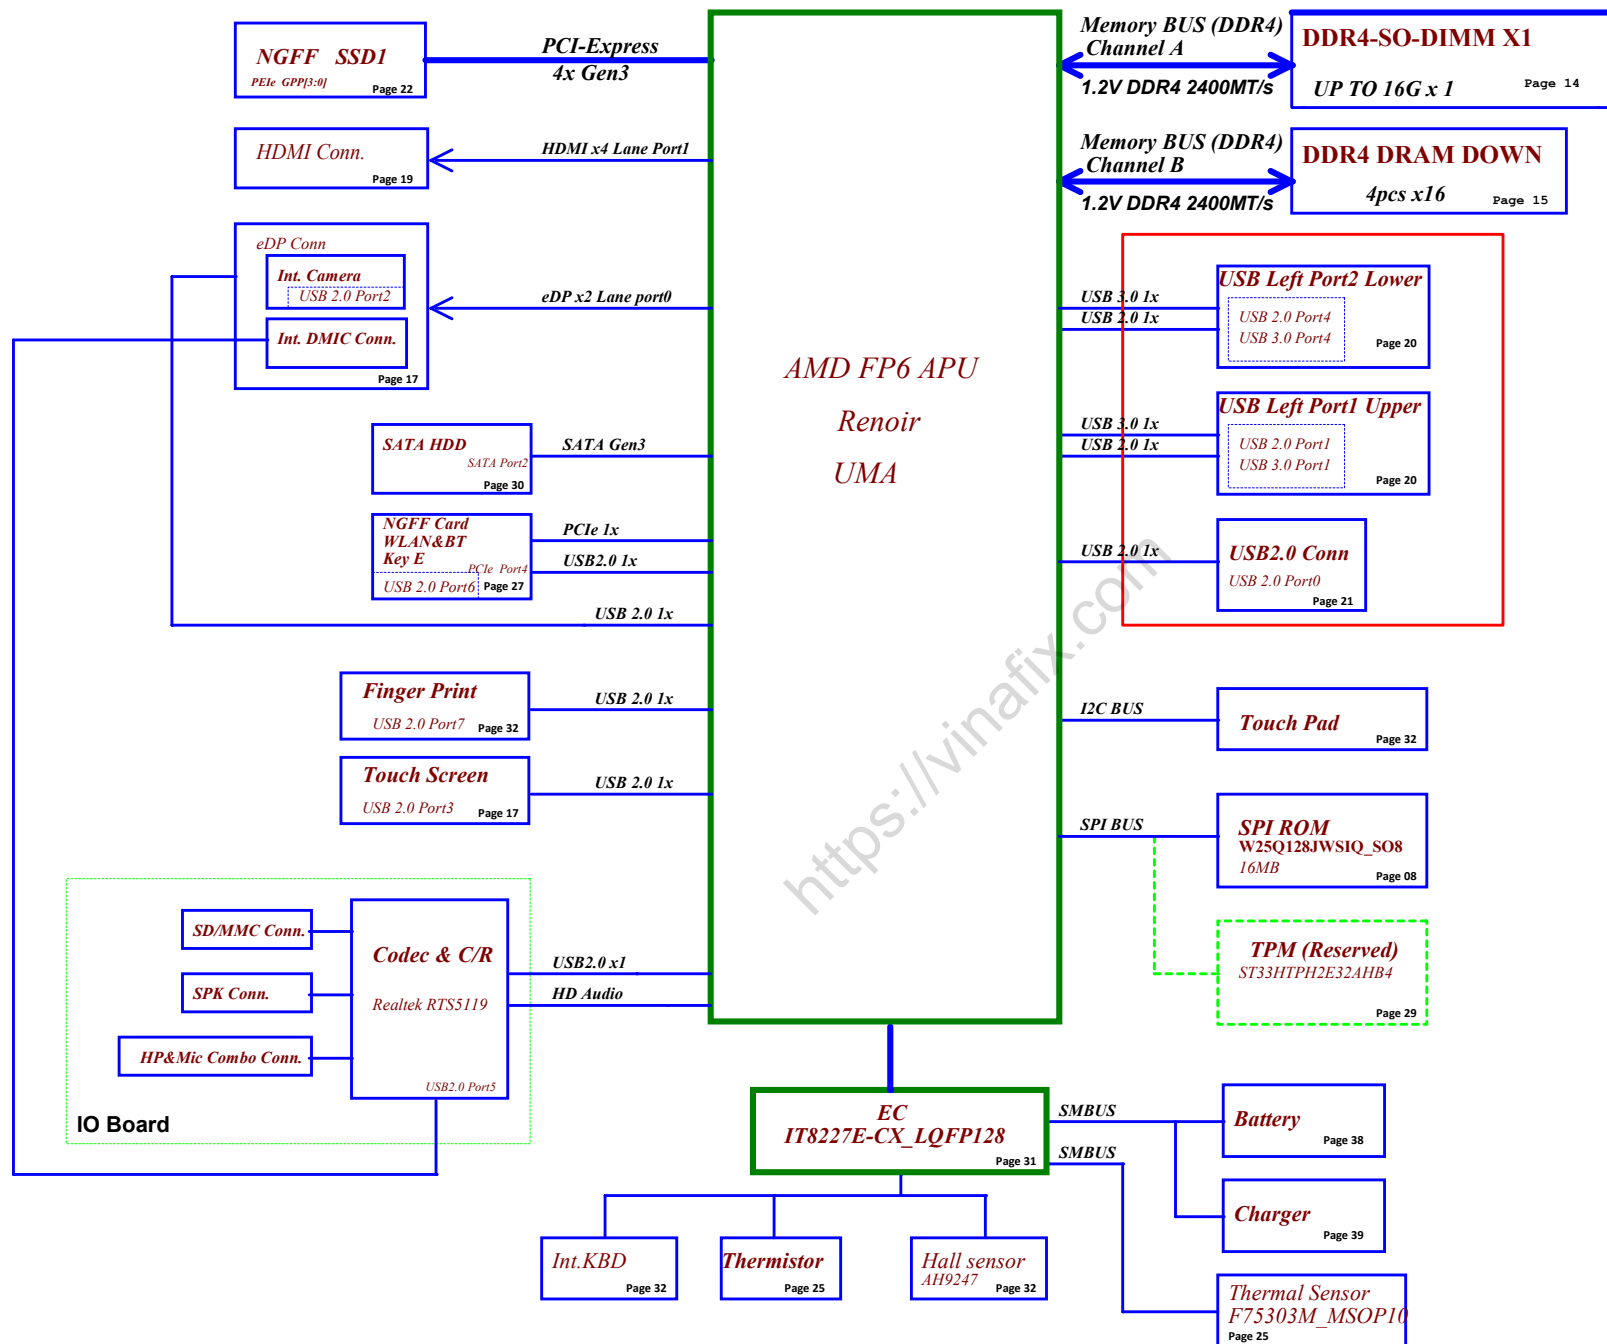 NGFF SSD1
PEIe GPP[3:0]
Page 22
PCI-Express
4x Gen3
Memory BUS (DDR4)
Channel A
1.2V DDR4 2400MT/s
DDR4-SO-DIMM X1
UP TO 16G x 1
Page 14
HDMI Conn.
Page 19
HDMI x4 Lane Port1
Memory BUS (DDR4)
Channel B
1.2V DDR4 2400MT/s
DDR4 DRAM DOWN
4pcs x16
Page 15
eDP Conn
Int. Camera
USB 2.0 Port2
Int. DMIC Conn.
Page 17
eDP x2 Lane port0
AMD FP6 APU
Renoir
UMA
USB 3.0 1x
USB 2.0 1x
USB Left Port2 Lower
USB 2.0 Port4
USB 3.0 Port4
Page 20
USB 3.0 1x
USB 2.0 1x
USB Left Port1 Upper
USB 2.0 Port1
USB 3.0 Port1
Page 20
SATA HDD
SATA Port2
Page 30
SATA Gen3
NGFF Card
WLAN&BT
Key E
PCIe Port4
USB 2.0 Port6
Page 27
PCIe 1x
USB2.0 1x
USB 2.0 1x
USB 2.0 1x
USB2.0 Conn
USB 2.0 Port0
Page 21
Finger Print
USB 2.0 Port7
Page 32
USB 2.0 1x
I2C BUS
Touch Pad
Page 32
Touch Screen
USB 2.0 Port3
Page 17
USB 2.0 1x
SPI BUS
SPI ROM
W25Q128JWSIQ_SO8
16MB
Page 08
https://vinafix.com
SD/MMC Conn.
SPK Conn.
HP&Mic Combo Conn.
Codec & C/R
Realtek RTS5119
USB2.0 Port5
IO Board
USB2.0 x1
HD Audio
TPM (Reserved)
ST33HTPH2E32AHB4
Page 29
EC
IT8227E-CX_LQFP128
Page 31
SMBUS
SMBUS
Battery
Page 38
Charger
Page 39
Int.KBD
Page 32
Thermistor
Page 25
Hall sensor
AH9247
Page 32
Thermal Sensor
F75303M_MSOP10
Page 25